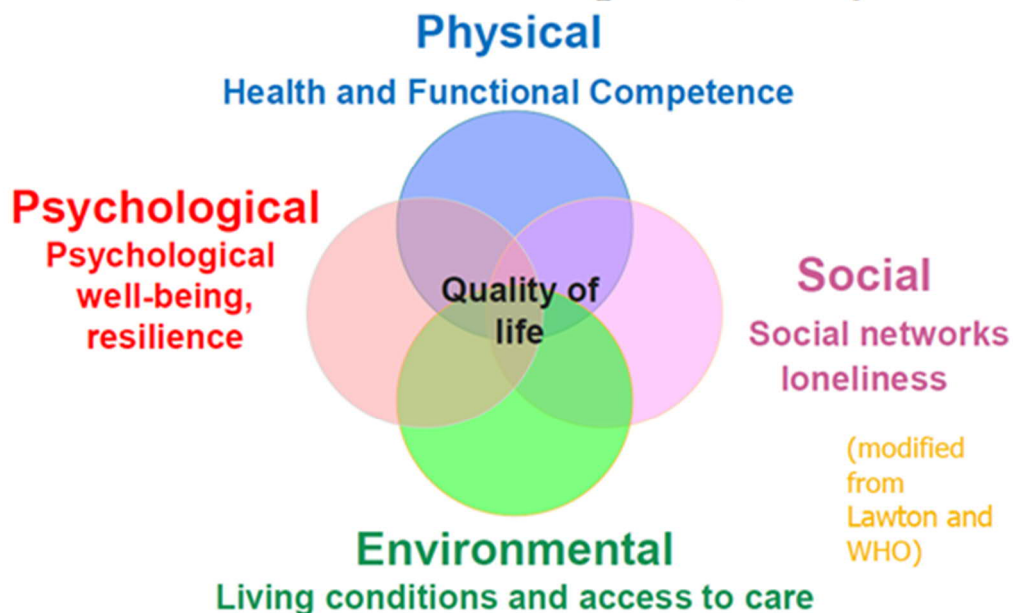 Physical
Health and Functional Competence
Psychological
Psychological
well-being,
resilience
Quality of
life
Social
Social networks
loneliness
(modified
from
Lawton and
WHO)
Environmental
Living conditions and access to care